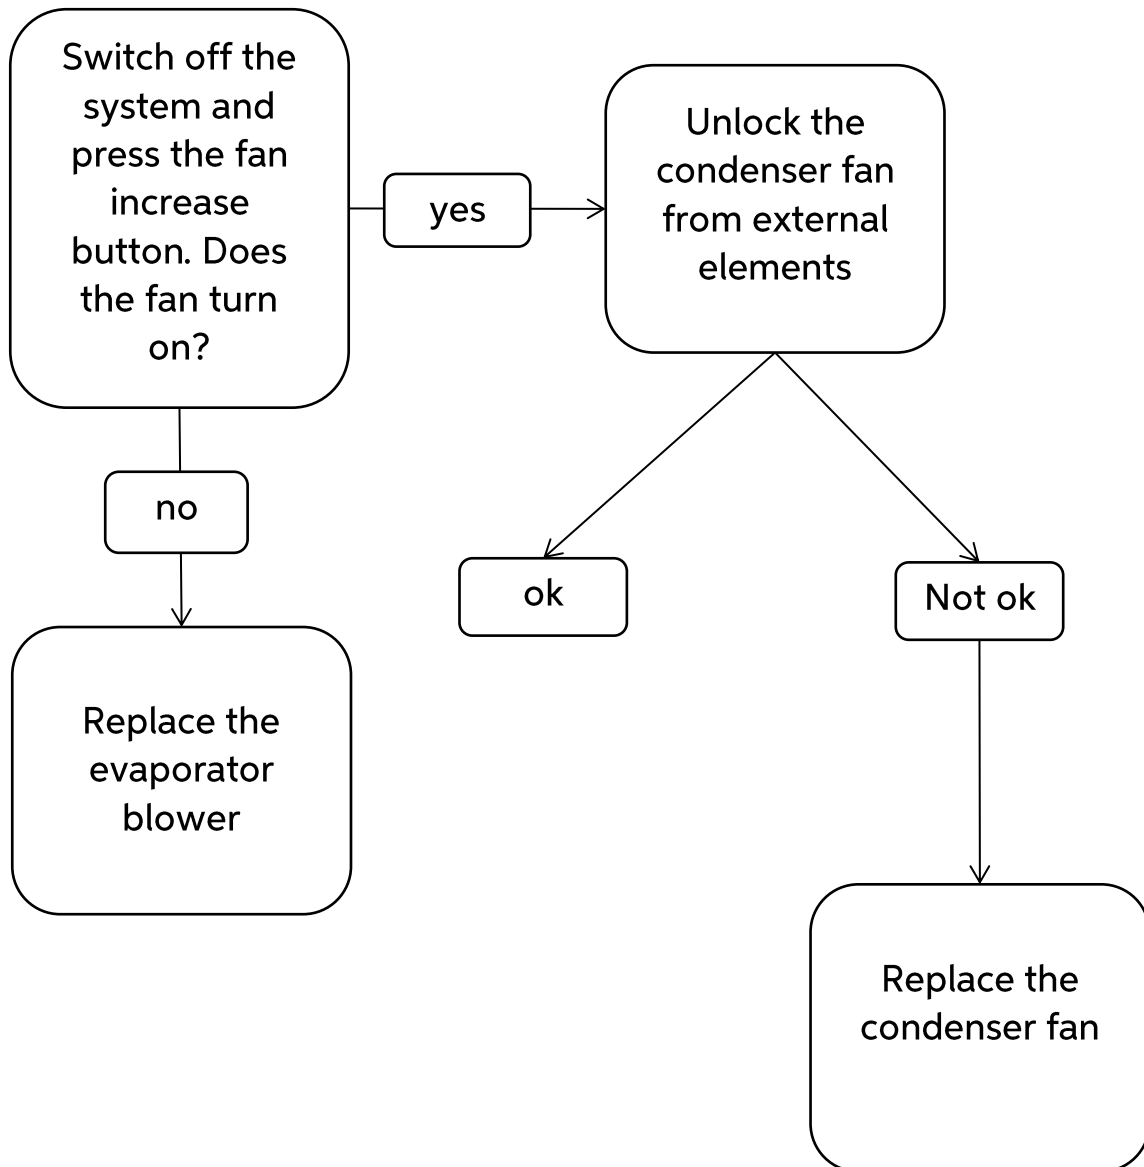 Switch off the
system and
press the fan
increase
button. Does
the fan turn
on?
yes
Unlock the
condenser fan
from external
elements
no
ok
Not ok
Replace the
evaporator
blower
Replace the
condenser fan